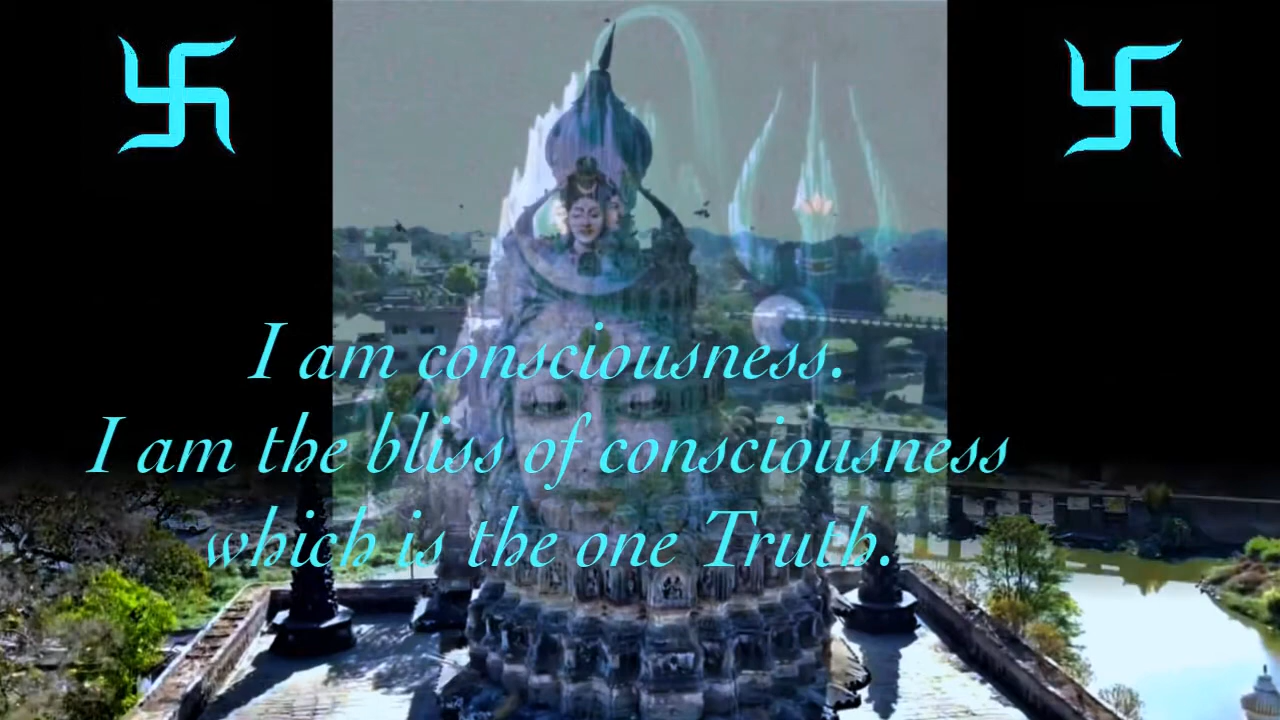 I am consciousness.
I am the bliss of consciousness
which is the one Truth.